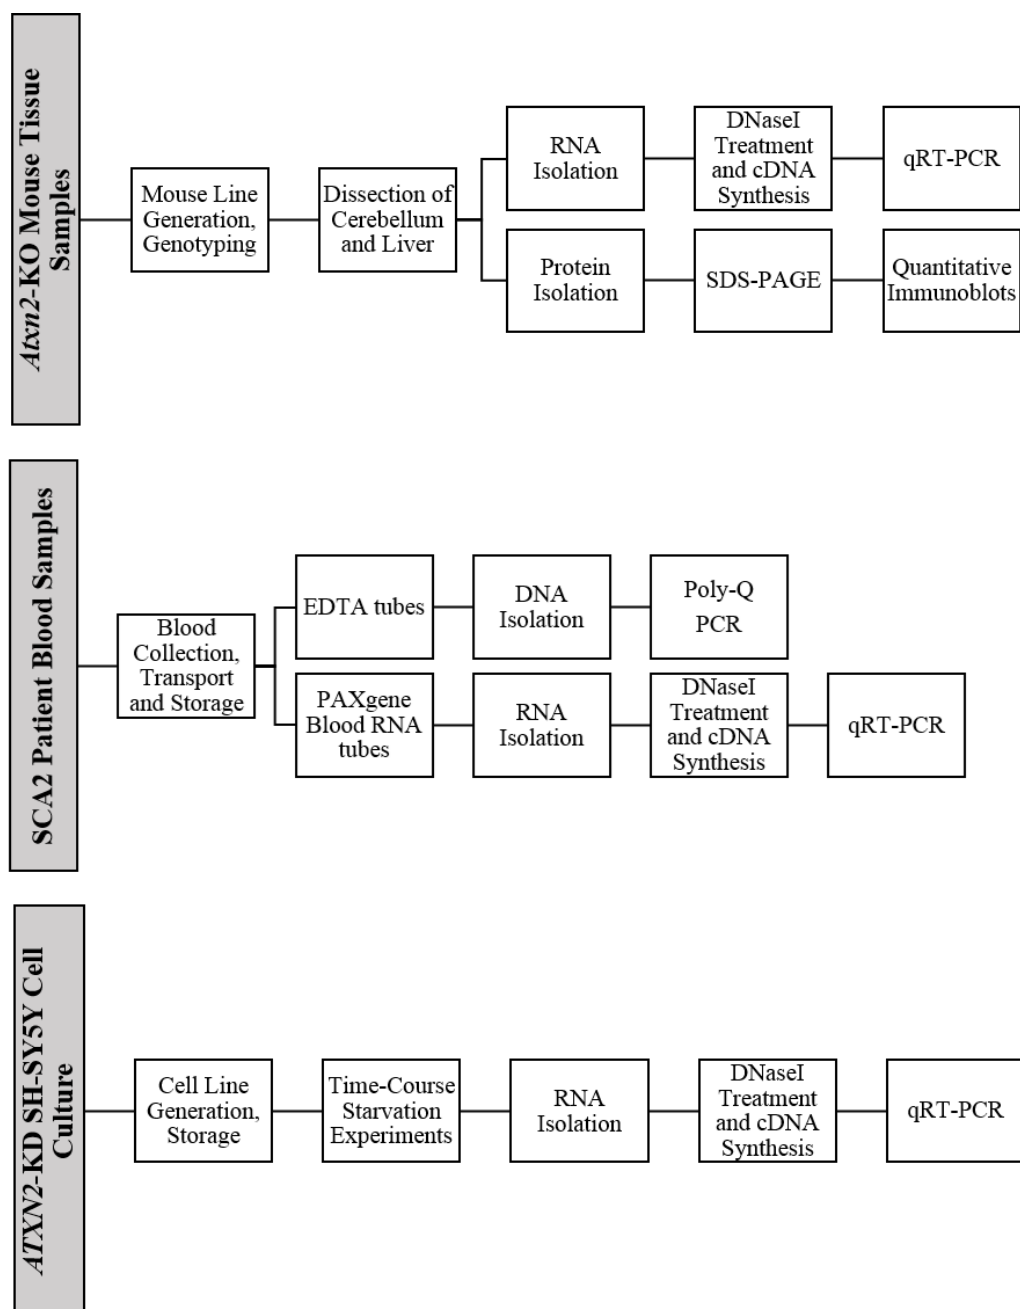 Atxn2-KO Mouse Tissue
Samples
Mouse Line
Generation,
Genotyping
Dissection of
Cerebellum
and Liver
RNA
Isolation
DNaseI
Treatment
and cDNA
Synthesis
qRT-PCR
Protein
Isolation
SDS-PAGE
Quantitative
Immunoblots
SCA2 Patient Blood Samples
Blood
Collection,
Transport
and Storage
EDTA tubes
DNA
Isolation
Poly-Q
PCR
PAXgene
Blood RNA
tubes
RNA
Isolation
DNaseI
Treatment
and cDNA
Synthesis
qRT-PCR
ATXN2-KD SH-SY5Y Cell
Culture
Cell Line
Generation,
Storage
Time-Course
Starvation
Experiments
RNA
Isolation
DNaseI
Treatment
and cDNA
Synthesis
qRT-PCR